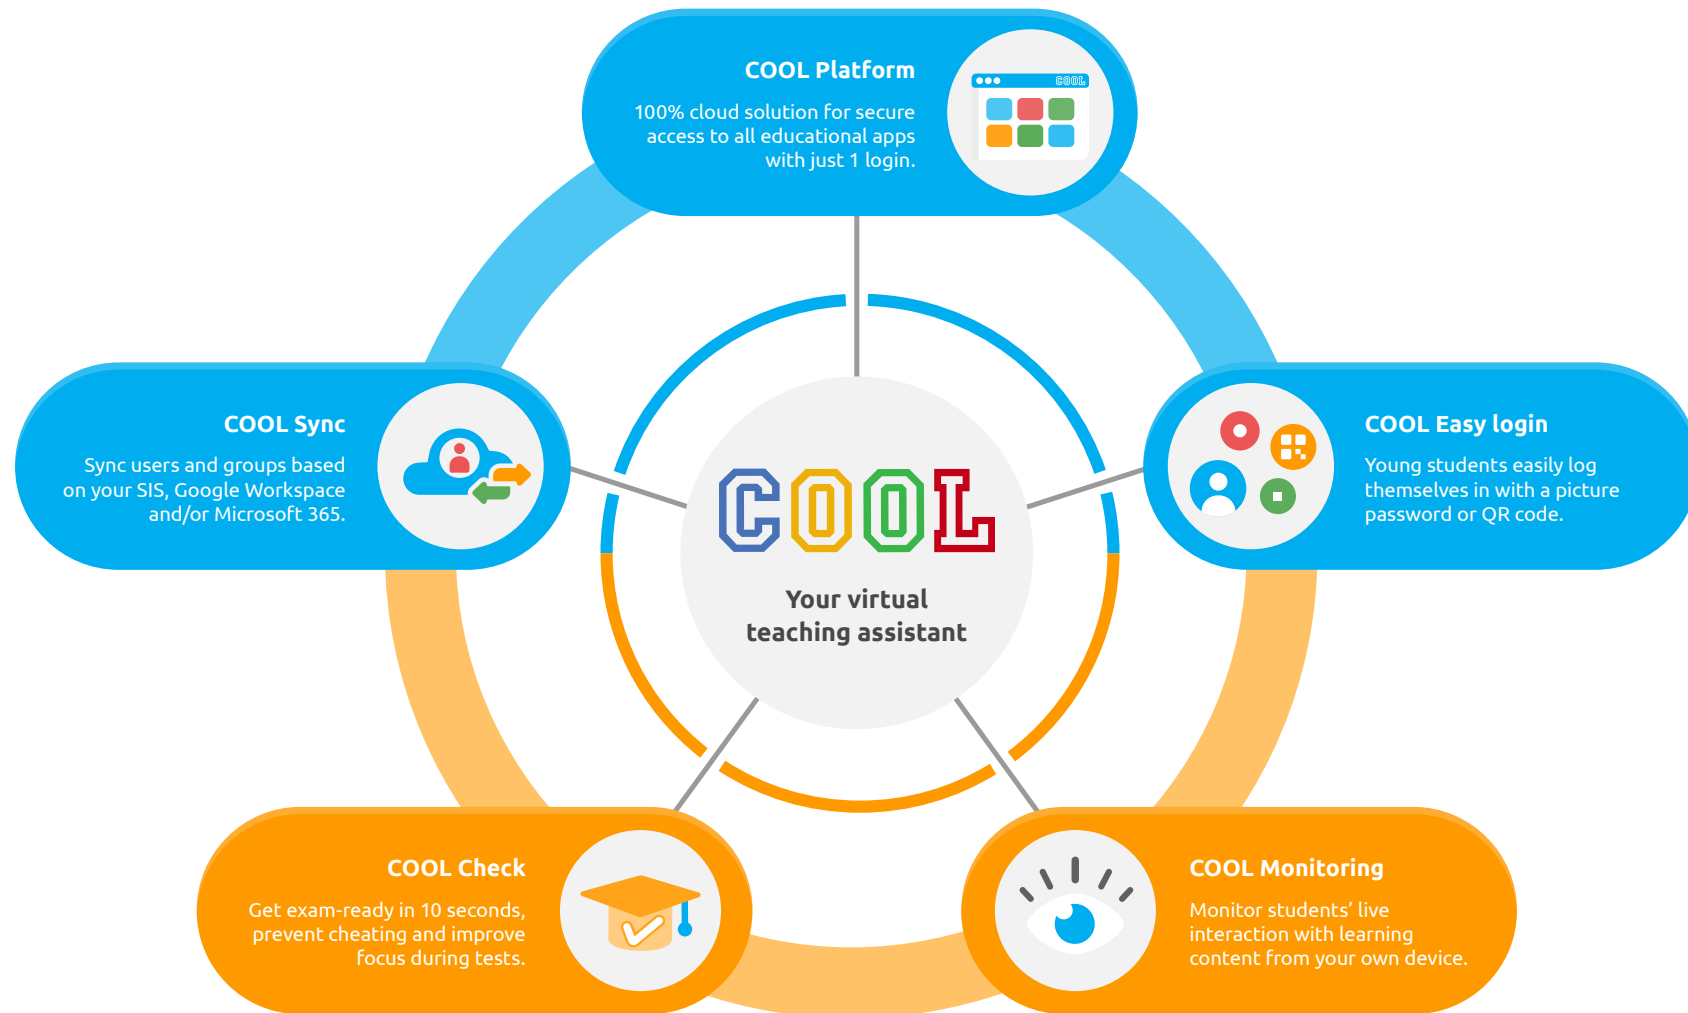 COOL Platform
100% cloud solution for secure
access to all educational apps
with just 1 login.
COOL
COOL Sync
Sync users and groups based
on your SIS, Google Workspace
and/or Microsoft 365.
COOL Easy login
Young students easily log
themselves in with a picture
password or QR code.
COOL
Your virtual
teaching assistant
COOL Check
Get exam-ready in 10 seconds,
prevent cheating and improve
focus during tests.
COOL Monitoring
Monitor students’ live
interaction with learning
content from your own device.